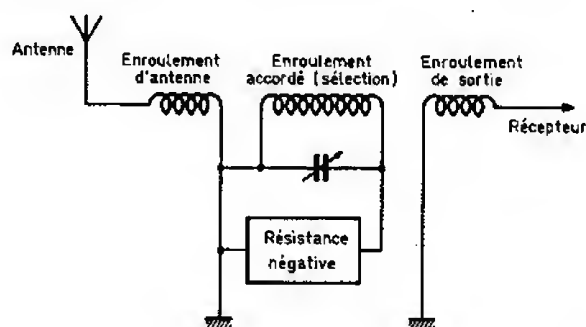 Antenne
Enroulement
d'antenne
Enroulement
accordé (sélection)
Enroulement
de sortie
Récepteur
Résistance
négative